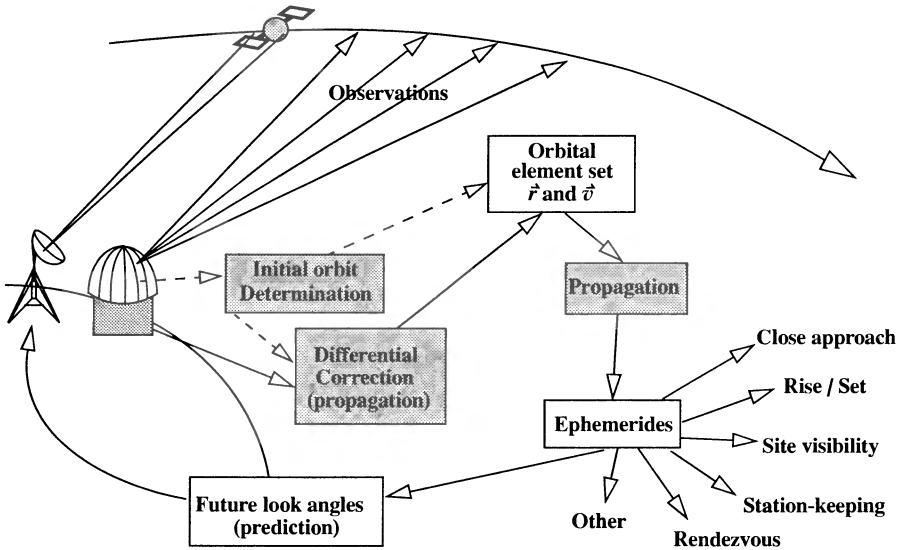 Observations
Orbital
element set
r⃗ and v⃗
Initial orbit
Determination
Propagation
Differential
Correction
(propagation)
Close approach
Rise / Set
Ephemerides
Site visibility
Station-keeping
Future look angles
(prediction)
Other
Rendezvous